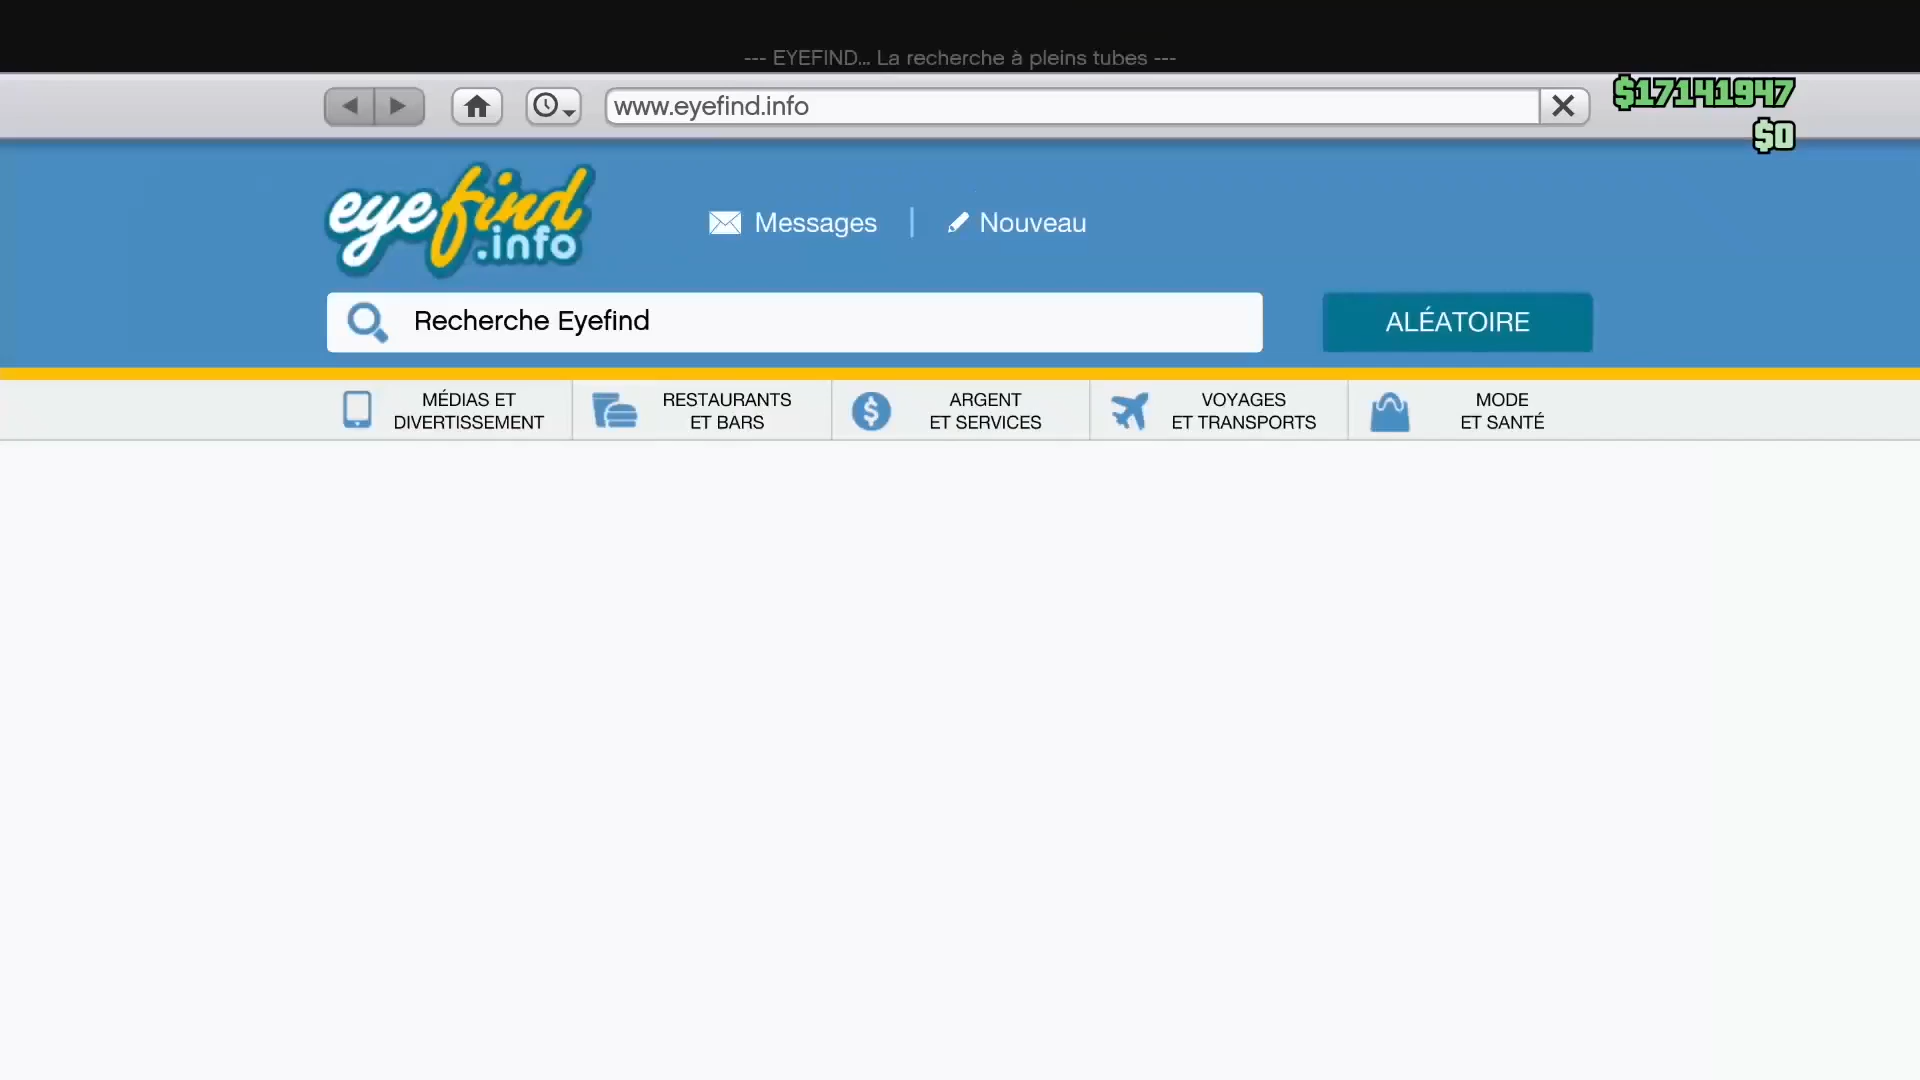 --- EYEFIND... La recherche à pleins tubes ---
www.eyefind.info
$17141947
$0
eyefind
.info
Messages
Nouveau
Recherche Eyefind
ALÉATOIRE
MÉDIAS ET
DIVERTISSEMENT
RESTAURANTS
ET BARS
ARGENT
ET SERVICES
VOYAGES
ET TRANSPORTS
MODE
ET SANTÉ